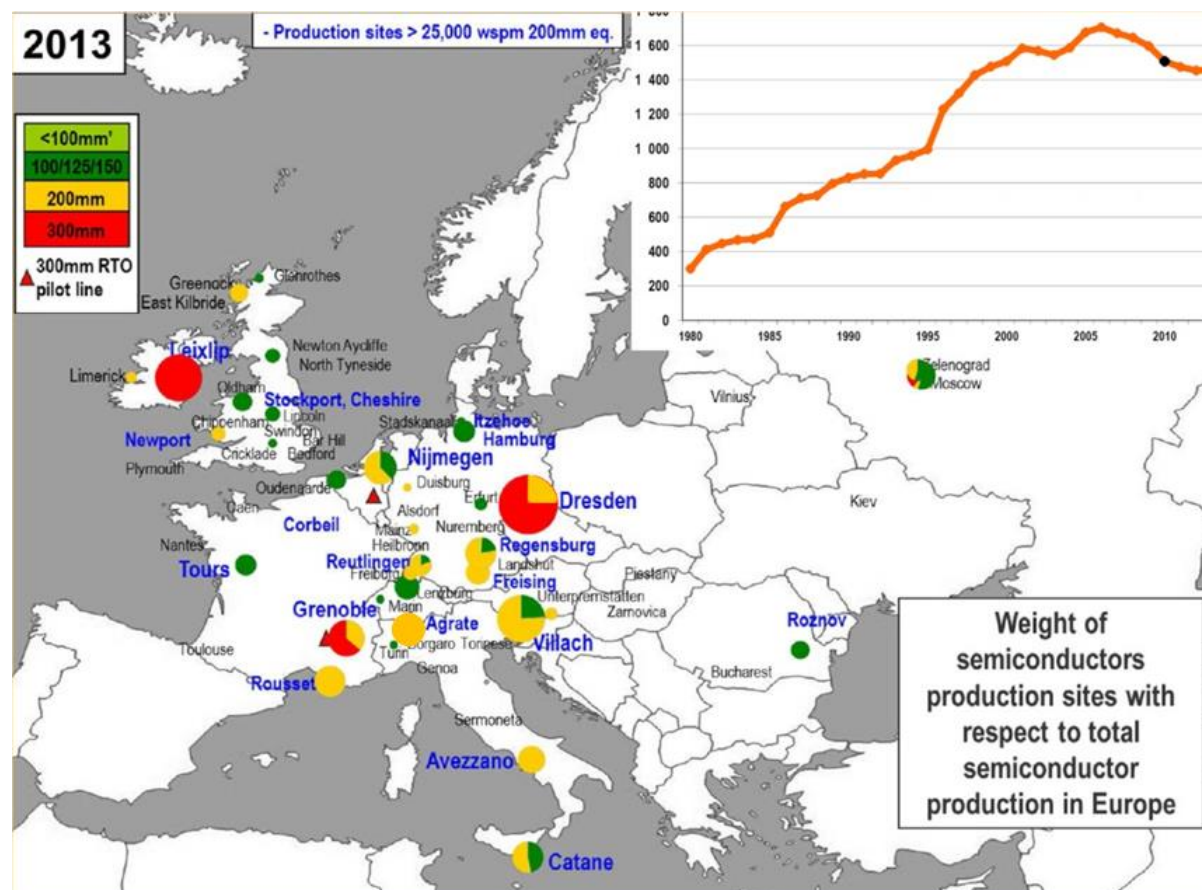 2013
- Production sites > 25,000 wspm 200mm eq.
1 800
1 600
1 400
1 200
1 000
800
600
400
200
0
1980
1985
1990
1995
2000
2005
2010
<100mm'
100/125/150
200mm
300mm
300mm RTO
pilot line
Greenock
Glenrothes
East Kilbride
Newton Aycliffe
North Tyneside
Leixlip
Limerick
Oldham
Stockport, Cheshire
Chippenham
Lincoln
Swindon
Bar Hill
Newport
Cricklade
Bedford
Plymouth
Zelenograd
Moscow
Vilnius
Stadskanaal
Itzehoe
Hamburg
Nijmegen
Oudenaarde
Duisburg
Erfurt
Dresden
Kiev
Caen
Alsdorf
Corbeil
Mainz
Nuremberg
Heilbronn
Regensburg
Nantes
Reutlingen
Landshut
Tours
Freiburg
Freising
Piestany
Lenzburg
Unterpremstatten
Zarnovica
Grenoble
Marin
Agrate
Villach
Roznov
Borgaro Torinese
Toulouse
Turin
Genoa
Bucharest
Rousset
Sermoneta
Avezzano
Catane
Weight of
semiconductors
production sites with
respect to total
semiconductor
production in Europe